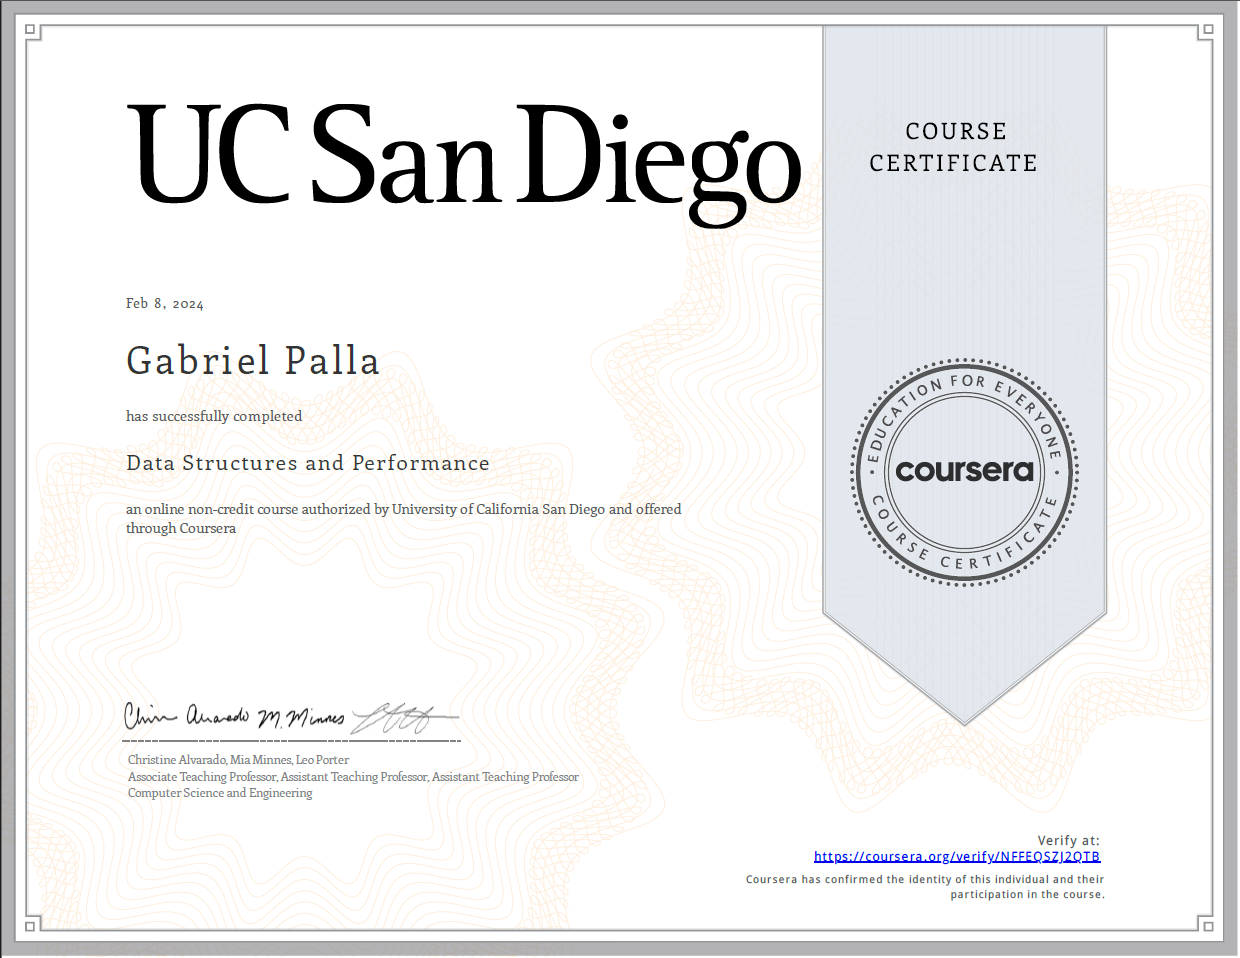 UC San Diego
COURSE
CERTIFICATE
Feb 8, 2024
Gabriel Palla
has successfully completed
Data Structures and Performance
an online non-credit course authorized by University of California San Diego and offered
through Coursera
EDUCATION FOR EVERYONE
coursera
COURSE CERTIFICATE
Christine Alvarado, Mia Minnes, Leo Porter
Associate Teaching Professor, Assistant Teaching Professor, Assistant Teaching Professor
Computer Science and Engineering
Verify at:
https://coursera.org/verify/NFFEQSZJ2QTB
Coursera has confirmed the identity of this individual and their
participation in the course.